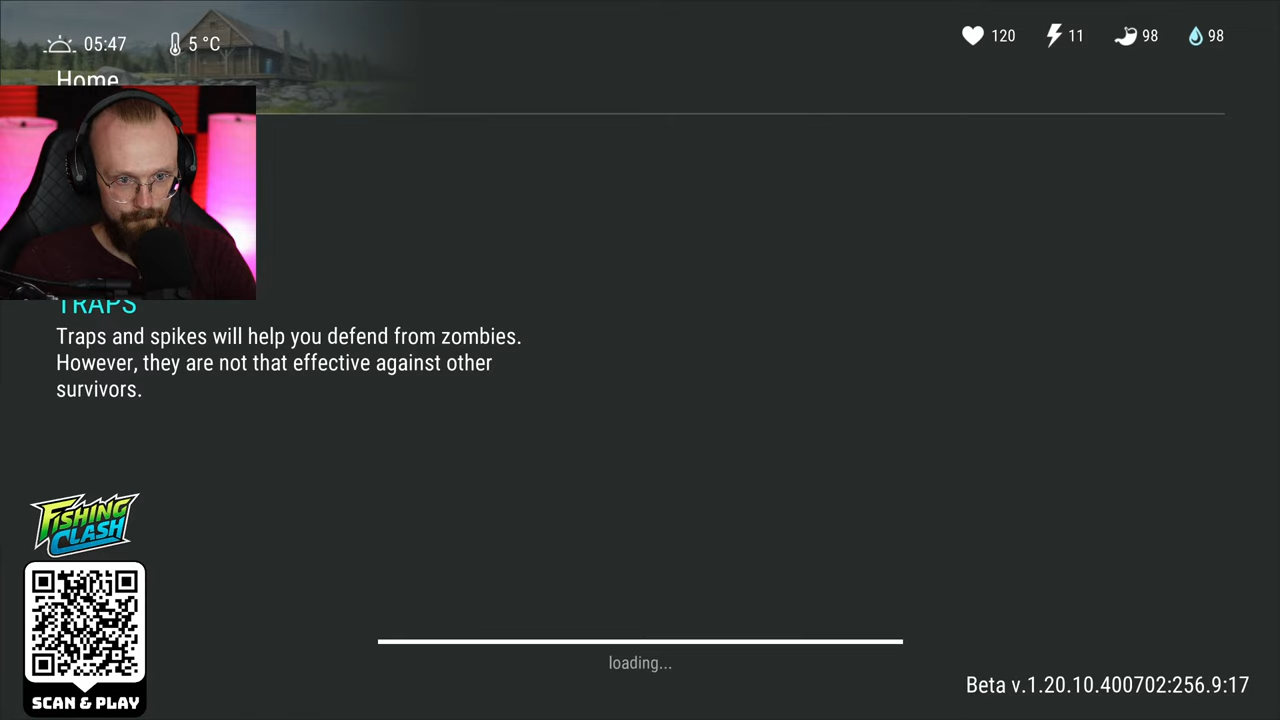 05:47
5 °C
120
11
98
98
Home
TRAPS
Traps and spikes will help you defend from zombies.
However, they are not that effective against other
survivors.
FISHING
CLASH
SCAN & PLAY
loading...
Beta v.1.20.10.400702:256.9:17